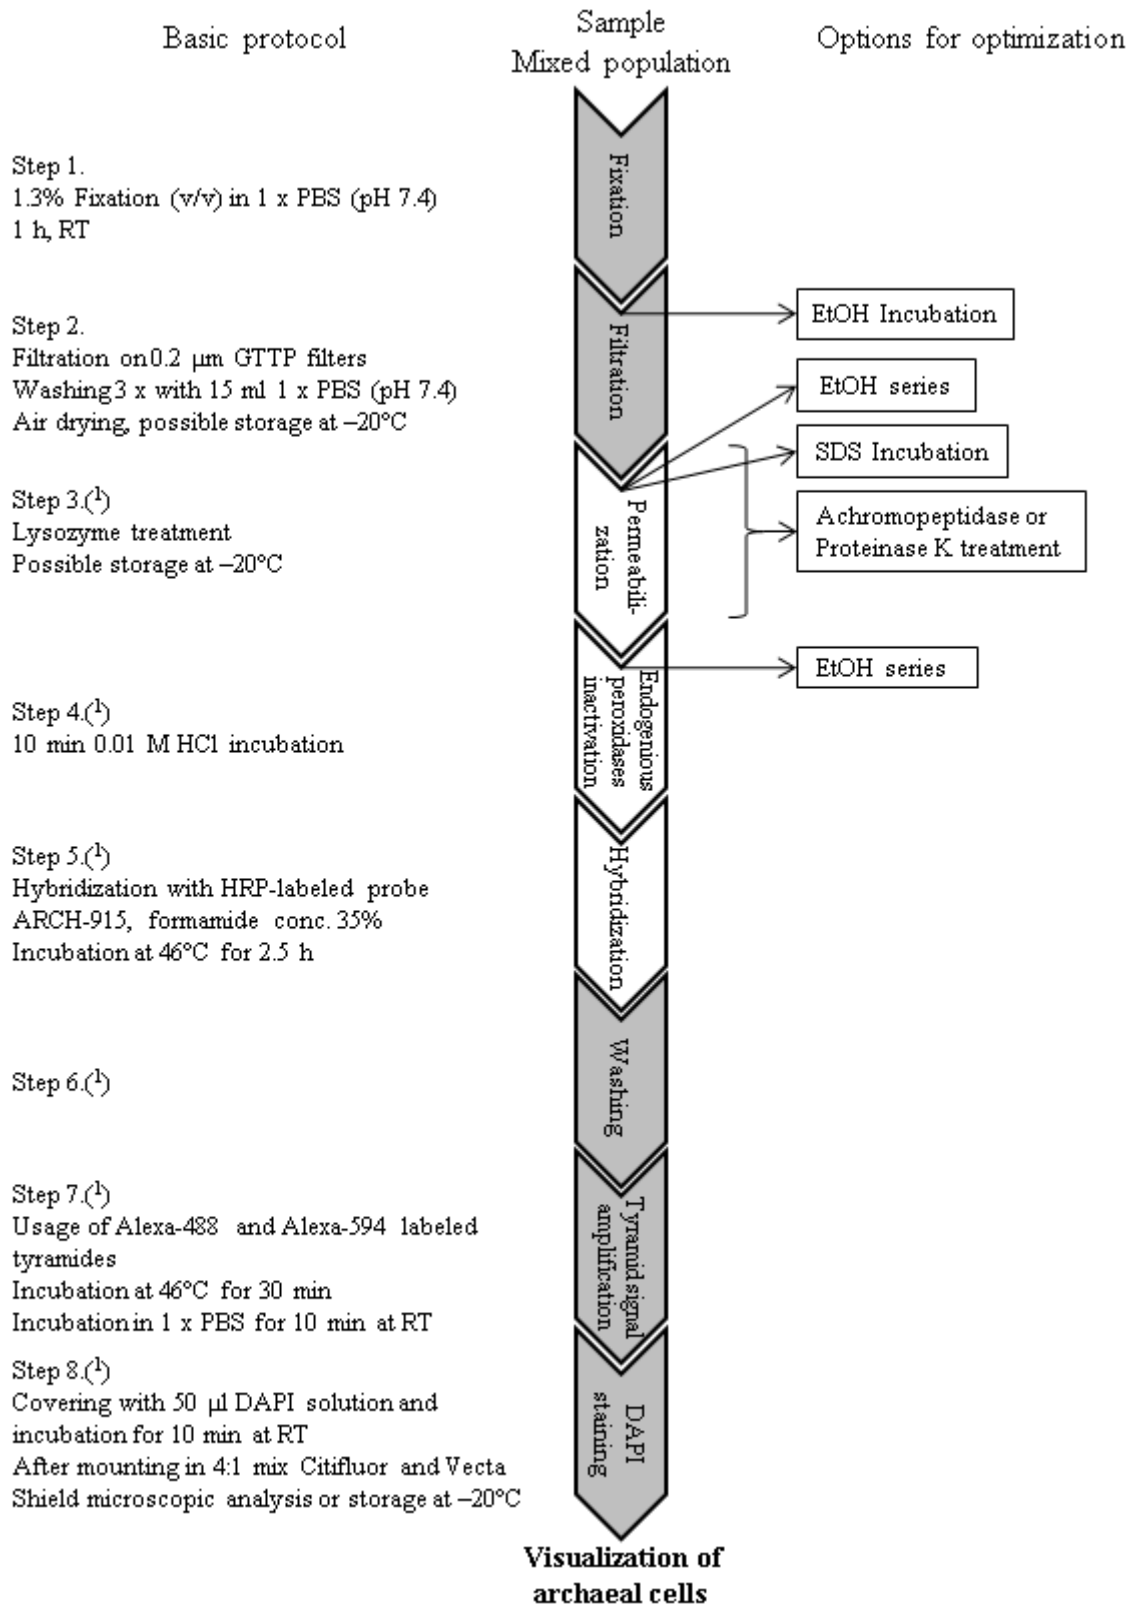 Basic protocol
Sample
Mixed population
Options for optimization
Step 1.
1.3% Fixation (v/v) in 1 x PBS (pH 7.4)
1 h, RT
Fixation
Step 2.
Filtration on 0.2 µm GTTP filters
Washing 3 x with 15 ml 1 x PBS (pH 7.4)
Air drying, possible storage at –20°C
Filtration
EtOH Incubation
EtOH series
SDS Incubation
Step 3.(¹)
Lysozyme treatment
Possible storage at –20°C
Permeabili-
zation
Achromopeptidase or
Proteinase K treatment
EtOH series
Step 4.(¹)
10 min 0.01 M HCl incubation
Endogenious
peroxidases
inactivation
Step 5.(¹)
Hybridization with HRP-labeled probe
ARCH-915, formamide conc. 35%
Incubation at 46°C for 2.5 h
Hybridization
Step 6.(¹)
Washing
Step 7.(¹)
Usage of Alexa-488 and Alexa-594 labeled
tyramides
Incubation at 46°C for 30 min
Incubation in 1 x PBS for 10 min at RT
Tyramid signal
amplification
Step 8.(¹)
Covering with 50 µl DAPI solution and
incubation for 10 min at RT
After mounting in 4:1 mix Citifluor and Vecta
Shield microscopic analysis or storage at –20°C
DAPI
staining
Visualization of
archaeal cells